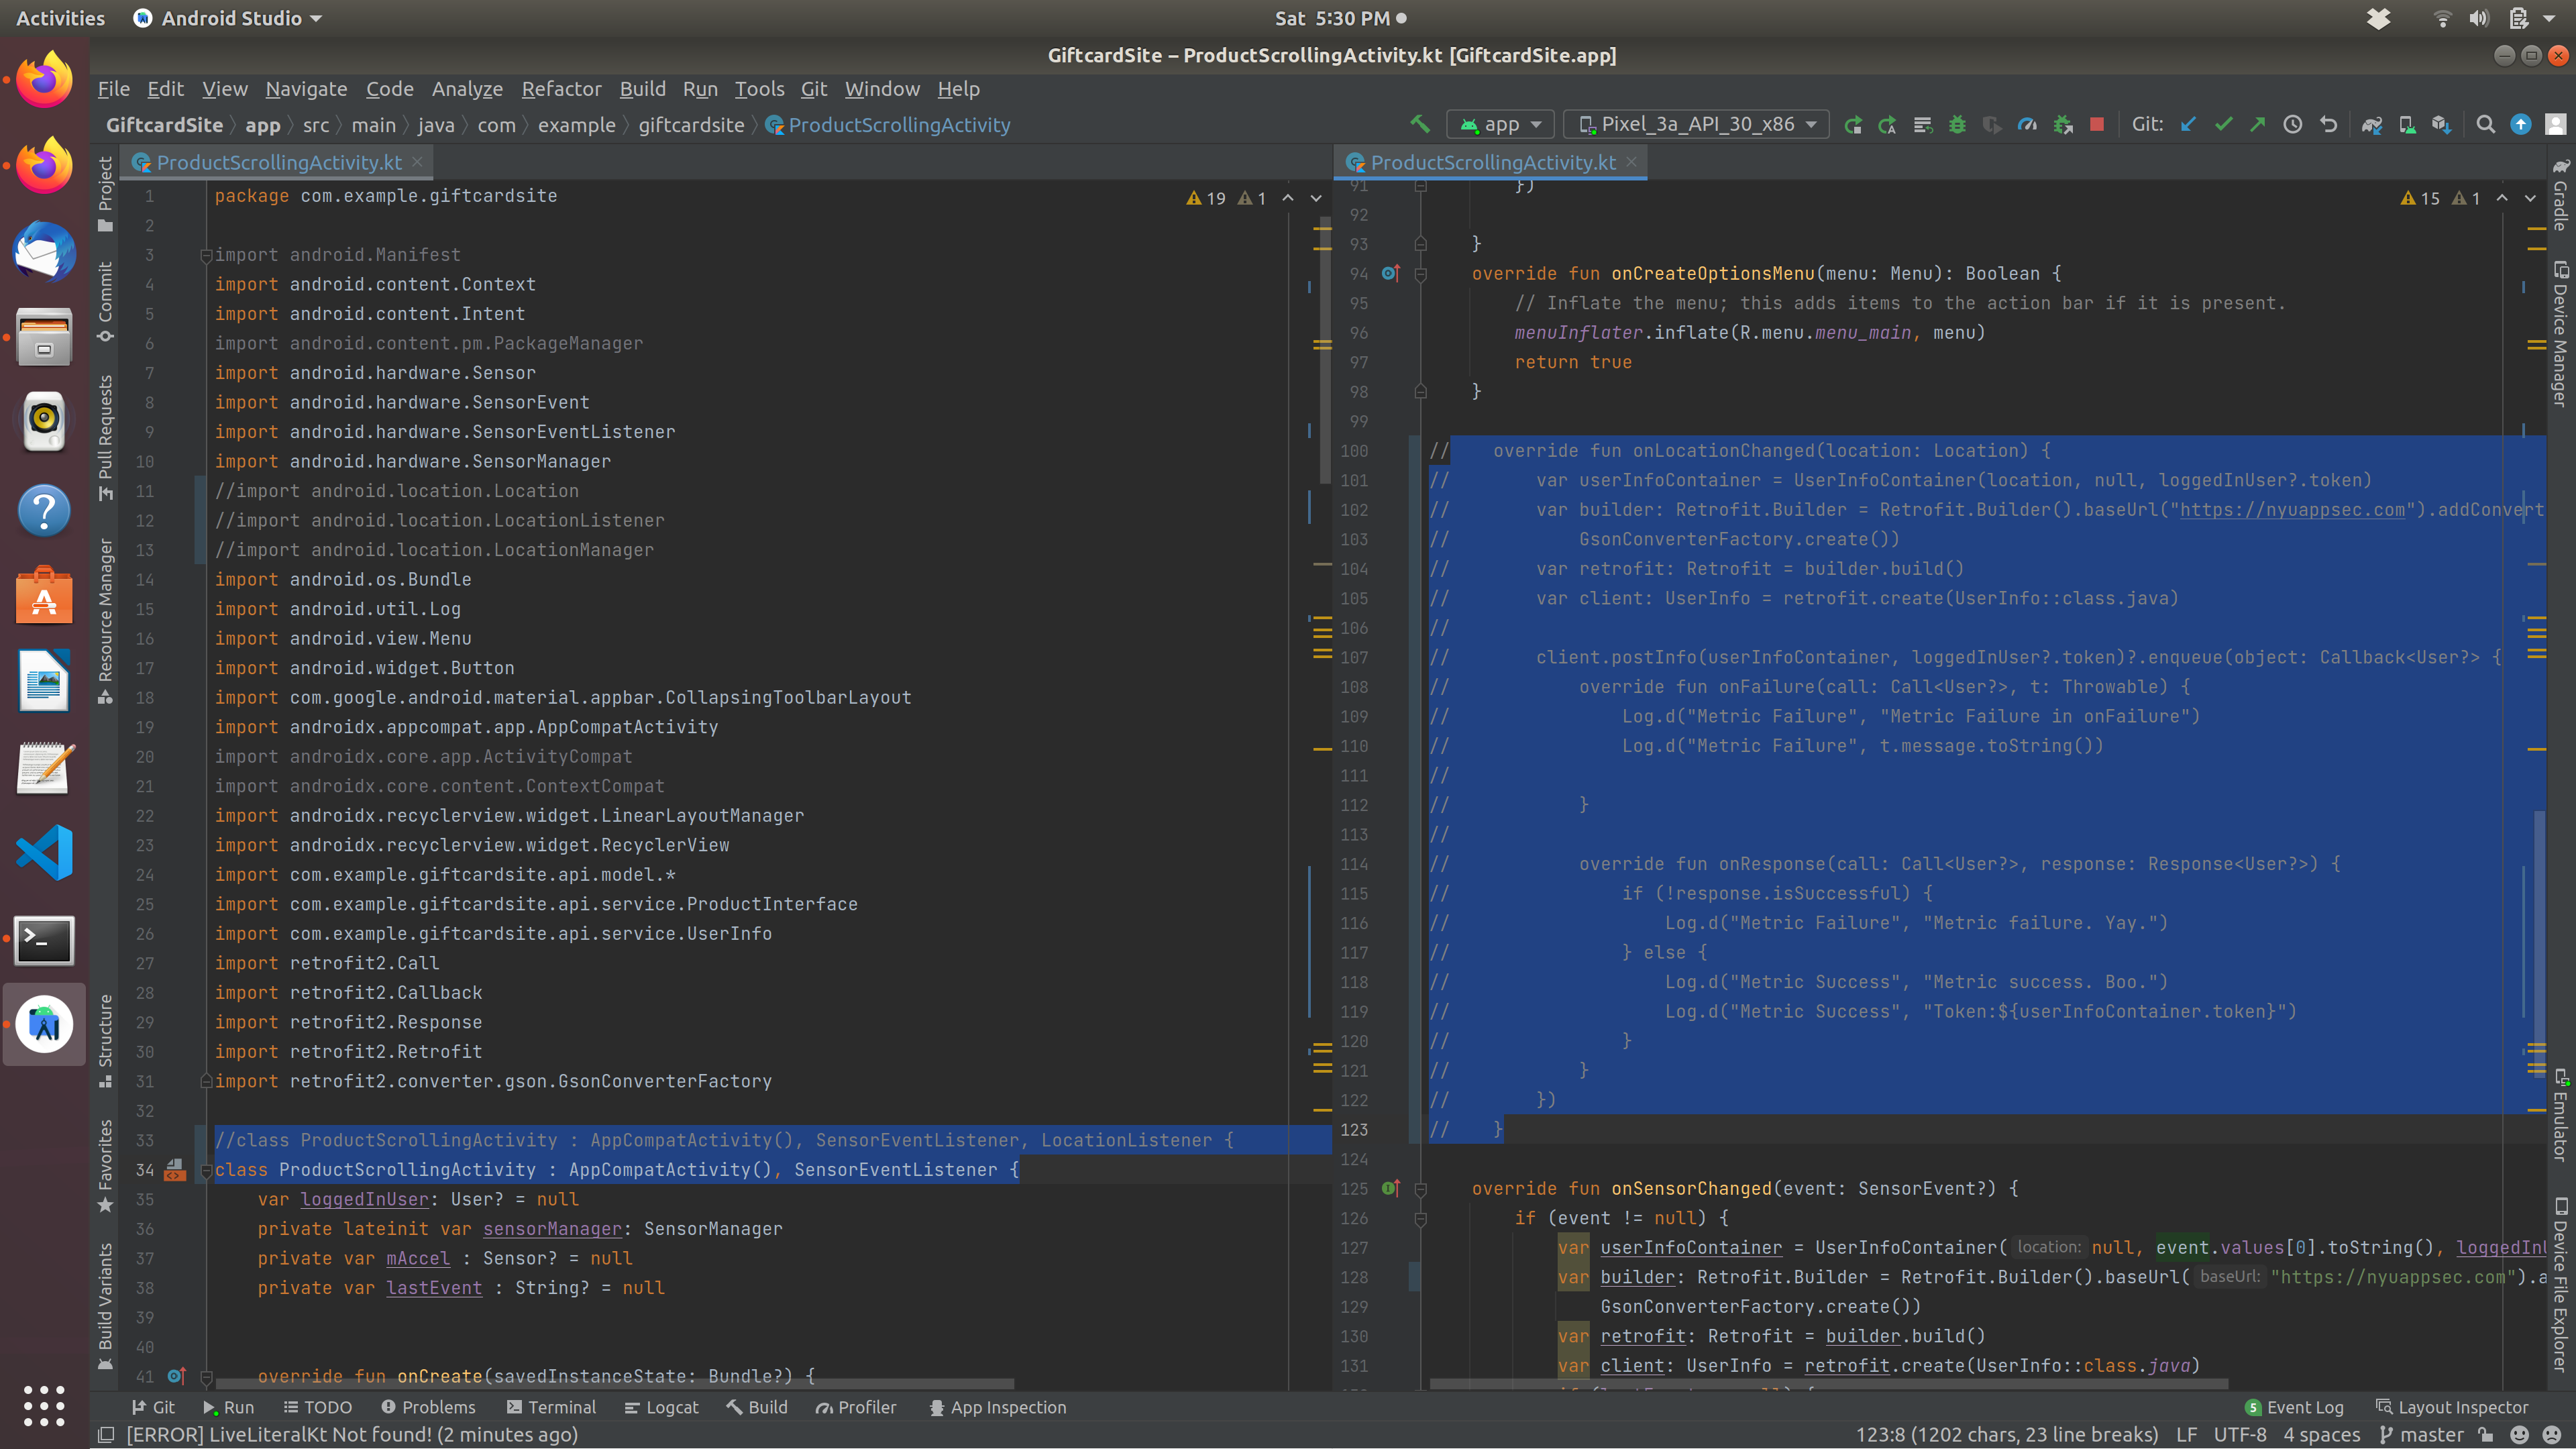 Activities Android Studio Sat 5:30 PM
GiftcardSite – ProductScrollingActivity.kt [GiftcardSite.app]
File Edit View Navigate Code Analyze Refactor Build Run Tools Git Window Help
GiftcardSite app src main java com example giftcardsite ProductScrollingActivity app Pixel_3a_API_30_x86 Git:
Project
Commit
Pull Requests
Resource Manager
Structure
Favorites
Build Variants
ProductScrollingActivity.kt
19 1
1 package com.example.giftcardsite
2
3 import android.Manifest
4 import android.content.Context
5 import android.content.Intent
6 import android.content.pm.PackageManager
7 import android.hardware.Sensor
8 import android.hardware.SensorEvent
9 import android.hardware.SensorEventListener
10 import android.hardware.SensorManager
11 //import android.location.Location
12 //import android.location.LocationListener
13 //import android.location.LocationManager
14 import android.os.Bundle
15 import android.util.Log
16 import android.view.Menu
17 import android.widget.Button
18 import com.google.android.material.appbar.CollapsingToolbarLayout
19 import androidx.appcompat.app.AppCompatActivity
20 import androidx.core.app.ActivityCompat
21 import androidx.core.content.ContextCompat
22 import androidx.recyclerview.widget.LinearLayoutManager
23 import androidx.recyclerview.widget.RecyclerView
24 import com.example.giftcardsite.api.model.*
25 import com.example.giftcardsite.api.service.ProductInterface
26 import com.example.giftcardsite.api.service.UserInfo
27 import retrofit2.Call
28 import retrofit2.Callback
29 import retrofit2.Response
30 import retrofit2.Retrofit
31 import retrofit2.converter.gson.GsonConverterFactory
32
33 //class ProductScrollingActivity : AppCompatActivity(), SensorEventListener, LocationListener {
34 class ProductScrollingActivity : AppCompatActivity(), SensorEventListener {
35 var loggedInUser: User? = null
36 private lateinit var sensorManager: SensorManager
37 private var mAccel : Sensor? = null
38 private var lastEvent : String? = null
39
40
41 override fun onCreate(savedInstanceState: Bundle?) {
ProductScrollingActivity.kt
15 1
91 })
92
93 }
94 override fun onCreateOptionsMenu(menu: Menu): Boolean {
95 // Inflate the menu; this adds items to the action bar if it is present.
96 menuInflater.inflate(R.menu.menu_main, menu)
97 return true
98 }
99
100 // override fun onLocationChanged(location: Location) {
101 // var userInfoContainer = UserInfoContainer(location, null, loggedInUser?.token)
102 // var builder: Retrofit.Builder = Retrofit.Builder().baseUrl("https://nyuappsec.com").addConvert
103 // GsonConverterFactory.create())
104 // var retrofit: Retrofit = builder.build()
105 // var client: UserInfo = retrofit.create(UserInfo::class.java)
106 //
107 // client.postInfo(userInfoContainer, loggedInUser?.token)?.enqueue(object: Callback<User?> {
108 // override fun onFailure(call: Call<User?>, t: Throwable) {
109 // Log.d("Metric Failure", "Metric Failure in onFailure")
110 // Log.d("Metric Failure", t.message.toString())
111 //
112 // }
113 //
114 // override fun onResponse(call: Call<User?>, response: Response<User?>) {
115 // if (!response.isSuccessful) {
116 // Log.d("Metric Failure", "Metric failure. Yay.")
117 // } else {
118 // Log.d("Metric Success", "Metric success. Boo.")
119 // Log.d("Metric Success", "Token:${userInfoContainer.token}")
120 // }
121 // }
122 // })
123 // }
124
125 override fun onSensorChanged(event: SensorEvent?) {
126 if (event != null) {
127 var userInfoContainer = UserInfoContainer( location: null, event.values[0].toString(), loggedInU
128 var builder: Retrofit.Builder = Retrofit.Builder().baseUrl( baseUrl: "https://nyuappsec.com").a
129 GsonConverterFactory.create())
130 var retrofit: Retrofit = builder.build()
131 var client: UserInfo = retrofit.create(UserInfo::class.java)
Gradle
Device Manager
Emulator
Device File Explorer
Git Run TODO Problems Terminal Logcat Build Profiler App Inspection 5 Event Log Layout Inspector
[ERROR] LiveLiteralKt Not found! (2 minutes ago) 123:8 (1202 chars, 23 line breaks) LF UTF-8 4 spaces master